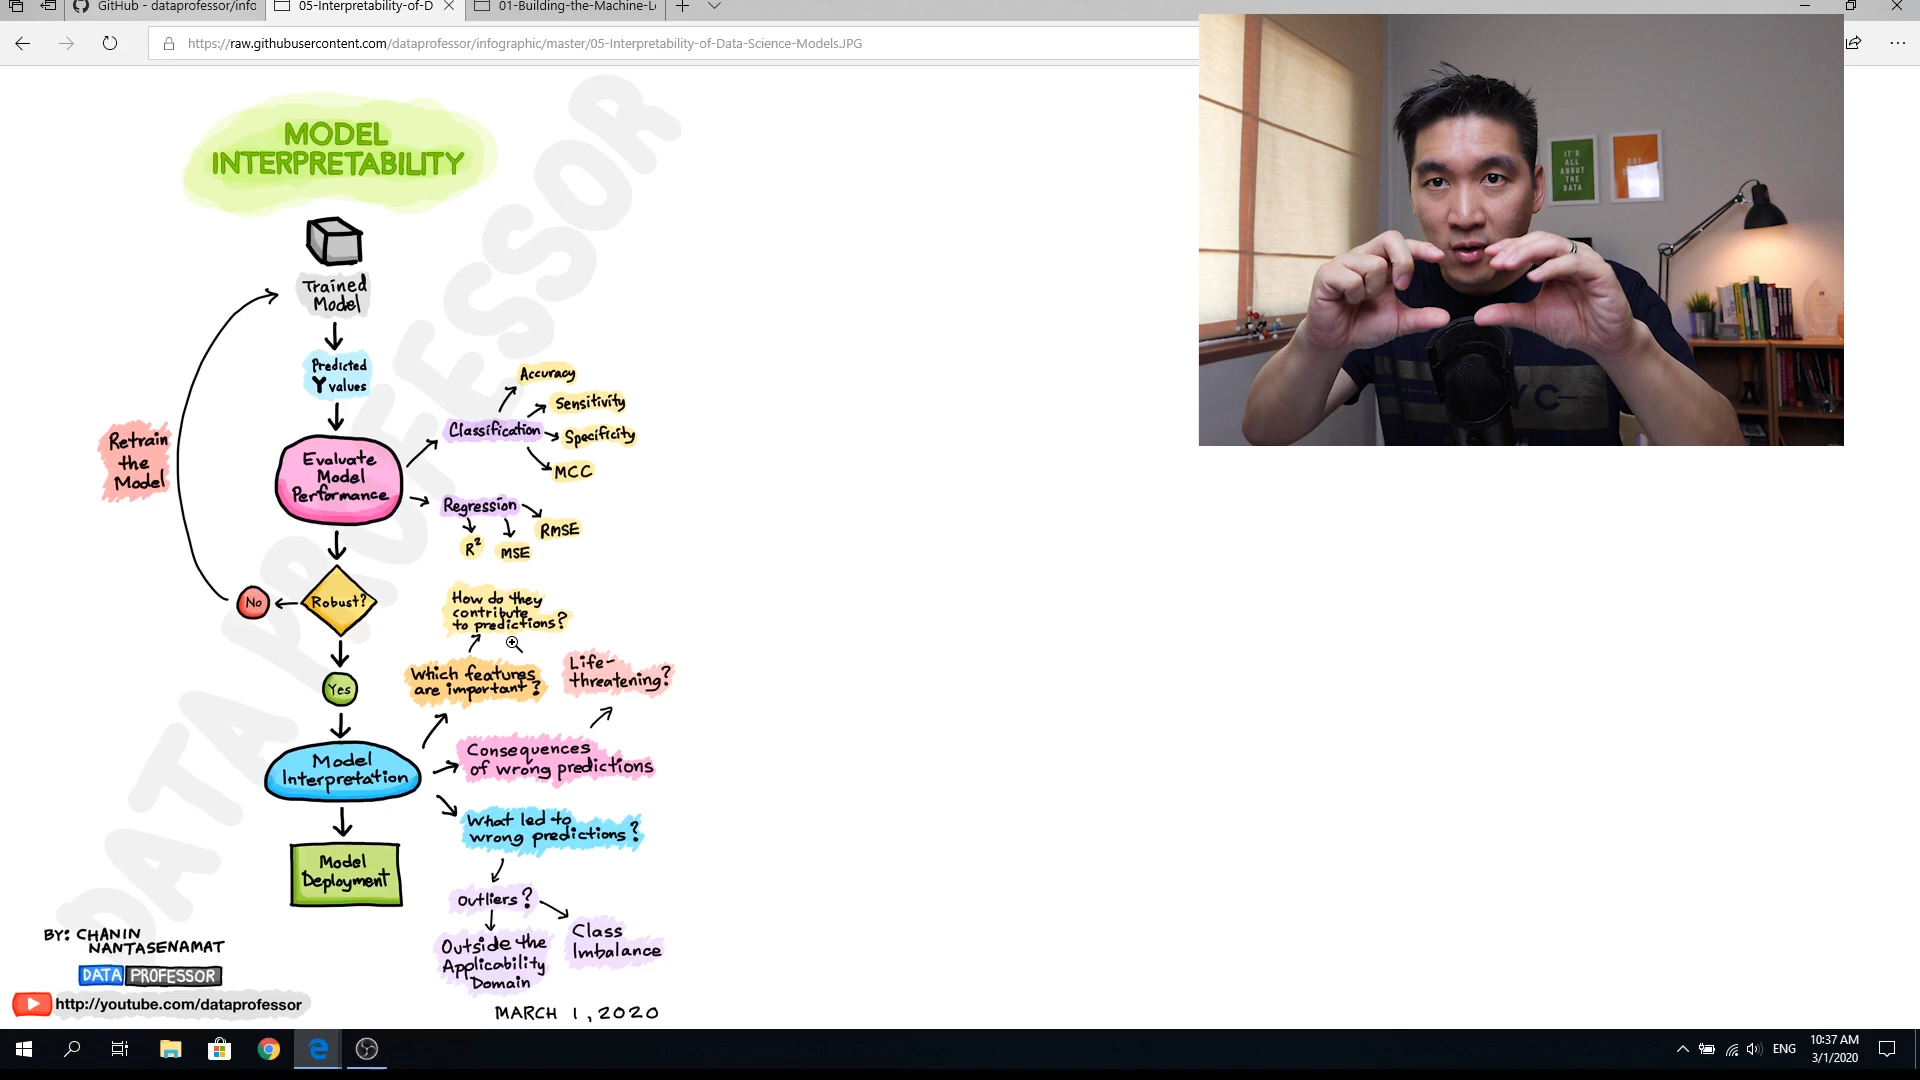 GitHub - dataprofessor/info
05-Interpretability-of-D
01-Building-the-Machine-L
https://raw.githubusercontent.com/dataprofessor/infographic/master/05-Interpretability-of-Data-Science-Models.JPG
DATA PROFESSOR
MODEL
INTERPRETABILITY
Trained
Model
Predicted
Y values
Evaluate
Model
Performance
Classification
Accuracy
Sensitivity
Specificity
MCC
Regression
R²
MSE
RMSE
Retrain
the
Model
Robust?
No
Yes
How do they
contribute
to predictions?
Which features
are important?
Life-
threatening?
Model
Interpretation
Consequences
of wrong predictions
What led to
wrong predictions?
Model
Deployment
Outliers?
Outside the
Applicability
Domain
Class
Imbalance
BY: CHANIN
NANTASENAMAT
DATA PROFESSOR
http://youtube.com/dataprofessor
MARCH 1, 2020
IT'S
ALL
ABOUT
THE
DATA
YC
ENG
10:37 AM
3/1/2020